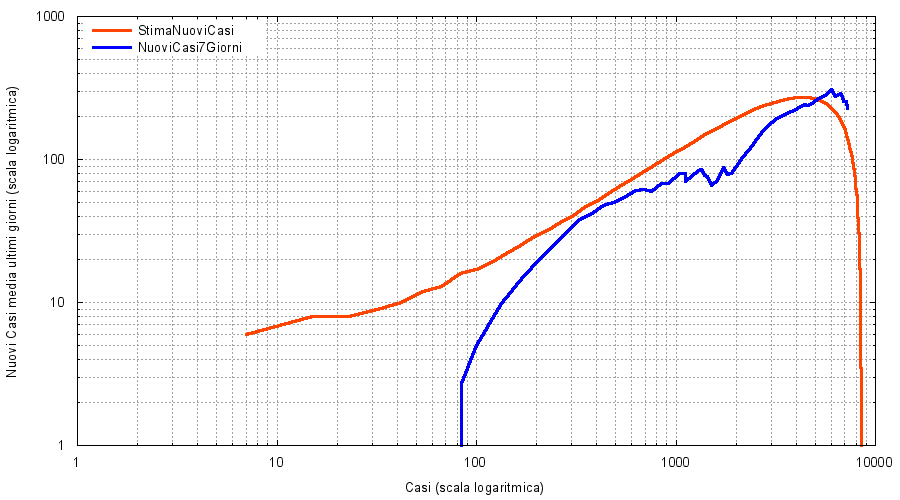 1000
StimaNuoviCasi
NuoviCasi7Giorni
100
10
1
Nuovi Casi media ultimi giorni (scala logaritmica)
1 10 100 1000 10000
Casi (scala logaritmica)